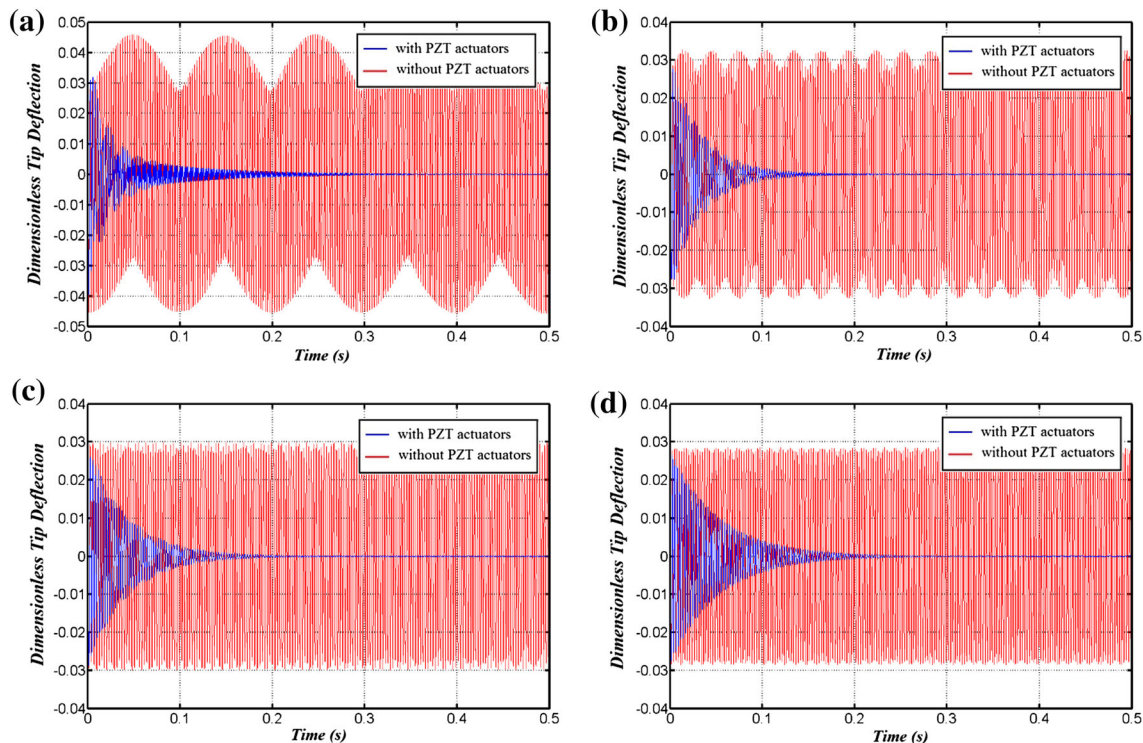 (a)
Dimensionless Tip Deflection
0.05
0.04
0.03
0.02
0.01
0
-0.01
-0.02
-0.03
-0.04
-0.05
with PZT actuators
without PZT actuators
0 0.1 0.2 0.3 0.4 0.5
Time (s)
(b)
Dimensionless Tip Deflection
0.04
0.03
0.02
0.01
0
-0.01
-0.02
-0.03
-0.04
with PZT actuators
without PZT actuators
0 0.1 0.2 0.3 0.4 0.5
Time (s)
(c)
Dimensionless Tip Deflection
0.04
0.03
0.02
0.01
0
-0.01
-0.02
-0.03
-0.04
with PZT actuators
without PZT actuators
0 0.1 0.2 0.3 0.4 0.5
Time (s)
(d)
Dimensionless Tip Deflection
0.04
0.03
0.02
0.01
0
-0.01
-0.02
-0.03
-0.04
with PZT actuators
without PZT actuators
0 0.1 0.2 0.3 0.4 0.5
Time (s)